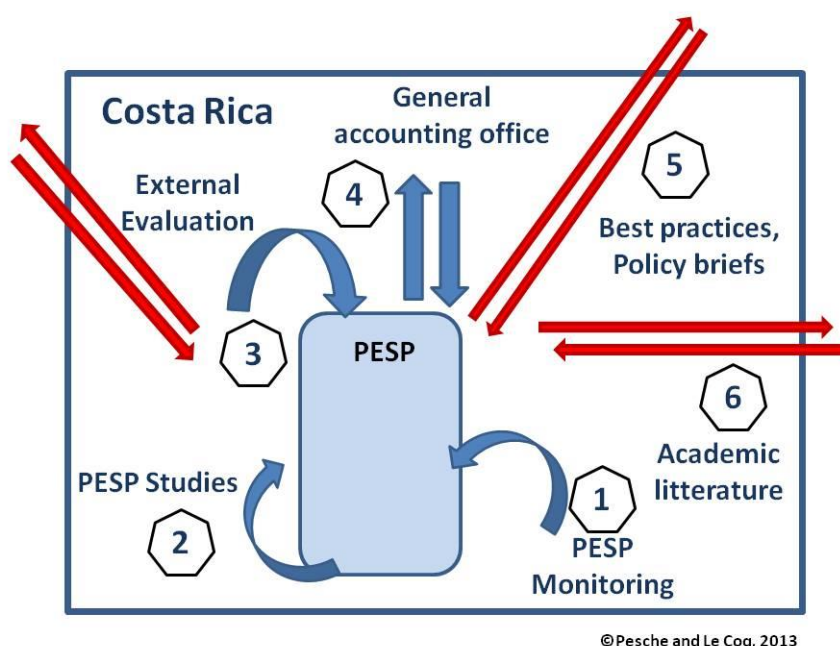 Costa Rica
General
accounting office
4
External
Evaluation
5
Best practices,
Policy briefs
3
PESP
6
Academic
litterature
PESP Studies
2
1
PESP
Monitoring
©Pesche and Le Coq, 2013